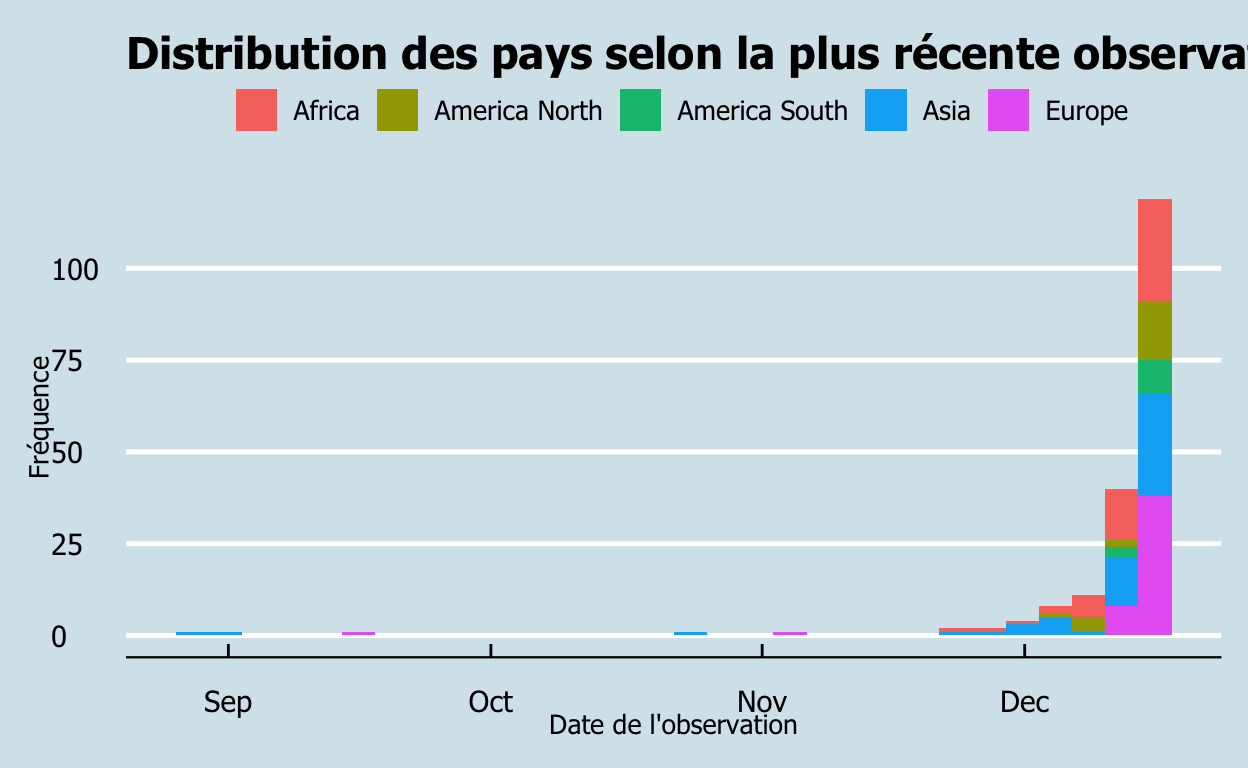 Distribution des pays selon la plus récente observa
Africa America North America South Asia Europe
100
75
50
25
0
Fréquence
Sep Oct Nov Dec
Date de l'observation